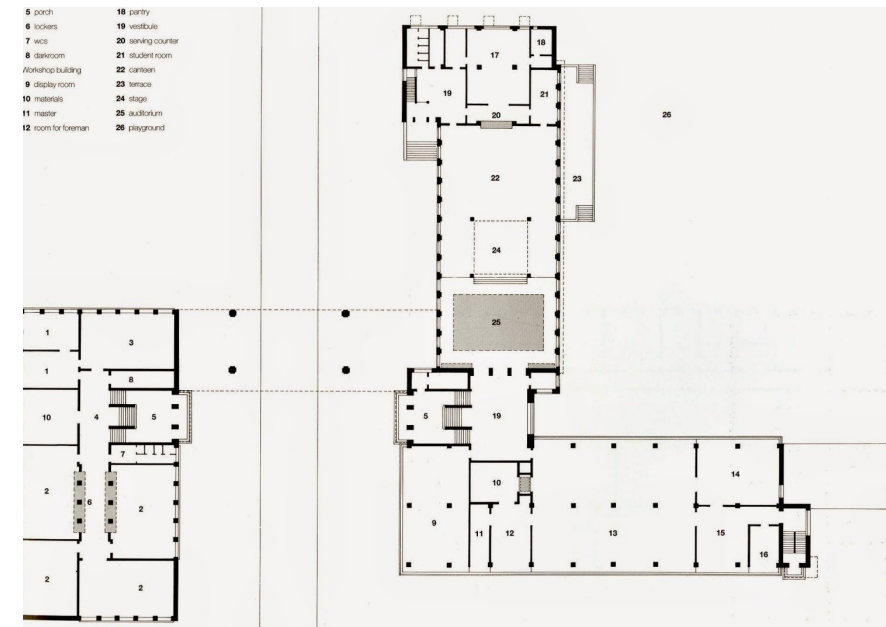 5 porch
6 lockers
7 wcs
8 darkroom
Workshop building
9 display room
10 materials
11 master
12 room for foreman
18 pantry
19 vestibule
20 serving counter
21 student room
22 canteen
23 terrace
24 stage
25 auditorium
26 playground
17
18
19
21
20
26
22
23
24
25
1
3
1
8
10
4
5
7
2
6
2
2
2
5
19
10
9
11
12
13
14
15
16